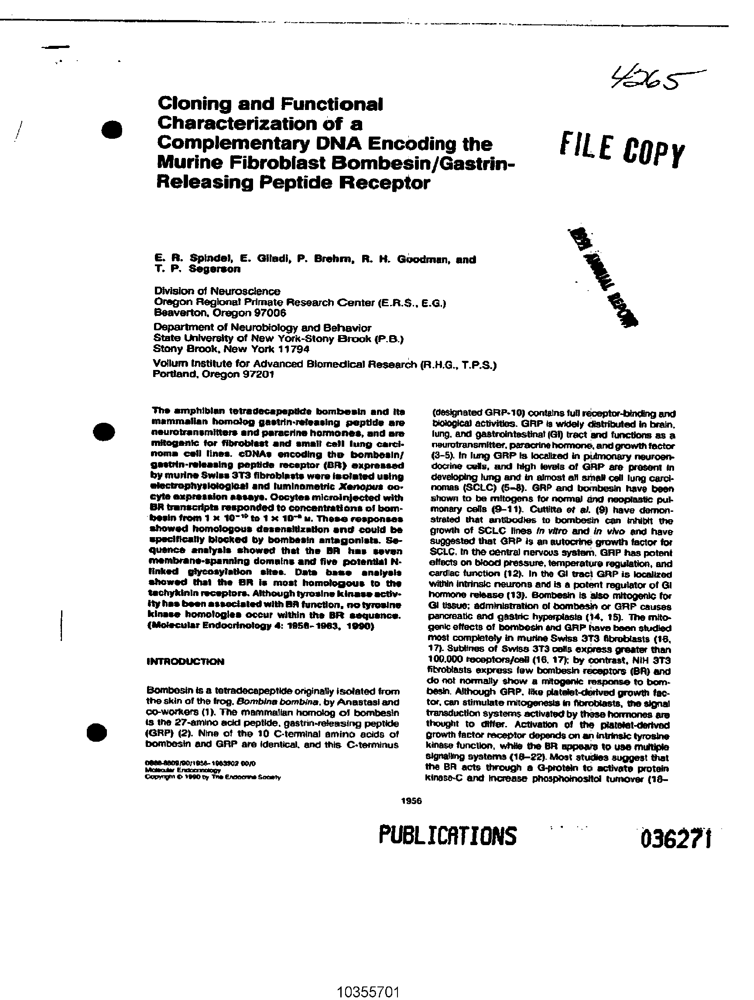 4265
Cloning and Functional
Characterization of a
Complementary DNA Encoding the
Murine Fibroblast Bombesin/Gastrin-
Releasing Peptide Receptor
FILE COPY
1991 ANNUAL REPORT
E. R. Spindel, E. Giladi, P. Brehm, R. H. Goodman, and
T. P. Segerson
Division of Neuroscience
Oregon Regional Primate Research Center (E.R.S., E.G.)
Beaverton, Oregon 97006
Department of Neurobiology and Behavior
State University of New York-Stony Brook (P.B.)
Stony Brook, New York 11794
Vollum Institute for Advanced Biomedical Research (R.H.G., T.P.S.)
Portland, Oregon 97201
The amphibian tetradecapeptide bombesin and its
mammalian homolog gastrin-releasing peptide are
neurotransmitters and paracrine hormones, and are
mitogenic for fibroblast and small cell lung carci-
noma cell lines. cDNAs encoding the bombesin/
gastrin-releasing peptide receptor (BR) expressed
by murine Swiss 3T3 fibroblasts were isolated using
electrophysiological and luminometric Xenopus oo-
cyte expression assays. Oocytes microinjected with
BR transcripts responded to concentrations of bom-
besin from 1 × 10⁻¹⁰ to 1 × 10⁻⁶ M. These responses
showed homologous desensitization and could be
specifically blocked by bombesin antagonists. Se-
quence analysis showed that the BR has seven
membrane-spanning domains and five potential N-
linked glycosylation sites. Data base analysis
showed that the BR is most homologous to the
tachykinin receptors. Although tyrosine kinase activ-
ity has been associated with BR function, no tyrosine
kinase homologies occur within the BR sequence.
(Molecular Endocrinology 4: 1956-1963, 1990)
INTRODUCTION
Bombesin is a tetradecapeptide originally isolated from
the skin of the frog, Bombina bombina, by Anastasi and
co-workers (1). The mammalian homolog of bombesin
is the 27-amino acid peptide, gastrin-releasing peptide
(GRP) (2). Nine of the 10 C-terminal amino acids of
bombesin and GRP are identical, and this C-terminus
0888-8809/90/1956-1963$02.00/0
Molecular Endocrinology
Copyright © 1990 by The Endocrine Society
(designated GRP-10) contains full receptor-binding and
biological activities. GRP is widely distributed in brain,
lung, and gastrointestinal (GI) tract and functions as a
neurotransmitter, paracrine hormone, and growth factor
(3-5). In lung GRP is localized in pulmonary neuroen-
docrine cells, and high levels of GRP are present in
developing lung and in almost all small cell lung carci-
nomas (SCLC) (5-8). GRP and bombesin have been
shown to be mitogens for normal and neoplastic pul-
monary cells (9-11). Cuttitta et al. (9) have demon-
strated that antibodies to bombesin can inhibit the
growth of SCLC lines in vitro and in vivo and have
suggested that GRP is an autocrine growth factor for
SCLC. In the central nervous system, GRP has potent
effects on blood pressure, temperature regulation, and
cardiac function (12). In the GI tract GRP is localized
within intrinsic neurons and is a potent regulator of GI
hormone release (13). Bombesin is also mitogenic for
GI tissue; administration of bombesin or GRP causes
pancreatic and gastric hyperplasia (14, 15). The mito-
genic effects of bombesin and GRP have been studied
most completely in murine Swiss 3T3 fibroblasts (16,
17). Sublines of Swiss 3T3 cells express greater than
100,000 receptors/cell (16, 17); by contrast, NIH 3T3
fibroblasts express few bombesin receptors (BR) and
do not normally show a mitogenic response to bom-
besin. Although GRP, like platelet-derived growth fac-
tor, can stimulate mitogenesis in fibroblasts, the signal
transduction systems activated by these hormones are
thought to differ. Activation of the platelet-derived
growth factor receptor depends on an intrinsic tyrosine
kinase function, while the BR appears to use multiple
signaling systems (18-22). Most studies suggest that
the BR acts through a G-protein to activate protein
kinase-C and increase phosphoinositol turnover (18-
1956
PUBLICATIONS
036271
10355701